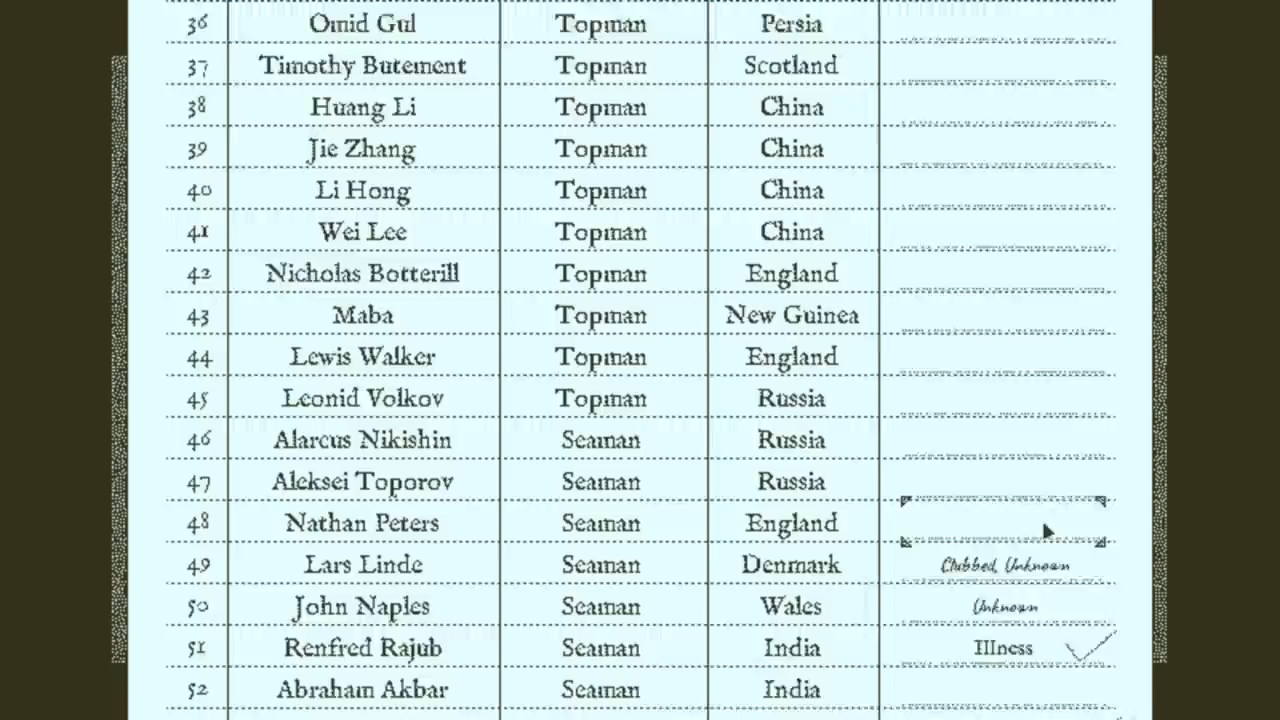 36 Omid Gul Topman Persia
37 Timothy Butement Topman Scotland
38 Huang Li Topman China
39 Jie Zhang Topman China
40 Li Hong Topman China
41 Wei Lee Topman China
42 Nicholas Botterill Topman England
43 Maba Topman New Guinea
44 Lewis Walker Topman England
45 Leonid Volkov Topman Russia
46 Alarcus Nikishin Seaman Russia
47 Aleksei Toporov Seaman Russia
48 Nathan Peters Seaman England
49 Lars Linde Seaman Denmark Clubbed Unknown
50 John Naples Seaman Wales Unknown
51 Renfred Rajub Seaman India Illness
52 Abraham Akbar Seaman India